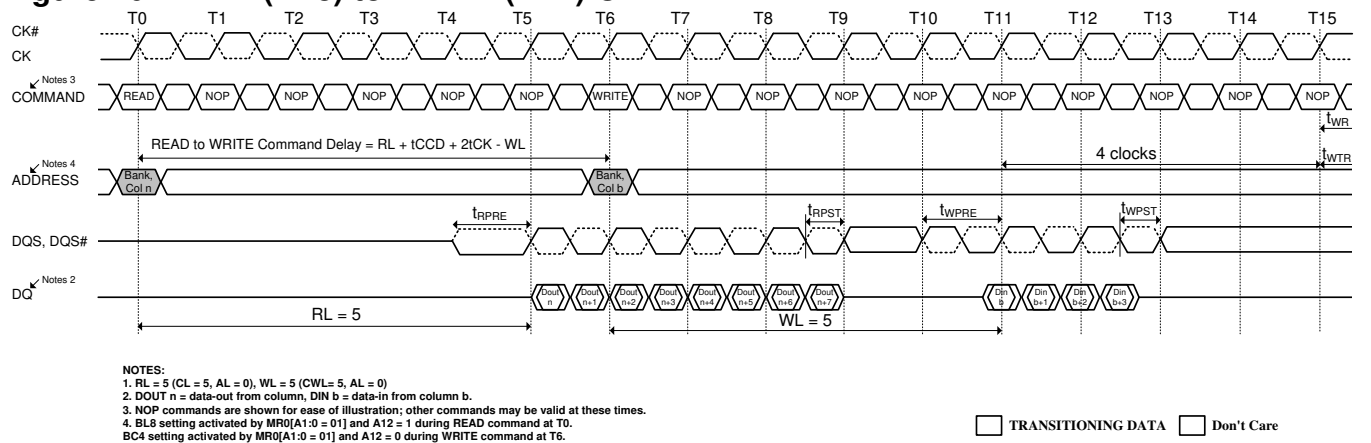 T0 T1 T2 T3 T4 T5 T6 T7 T8 T9 T10 T11 T12 T13 T14 T15
CK#
CK
Notes 3
COMMAND READ NOP NOP NOP NOP NOP WRITE NOP NOP NOP NOP NOP NOP NOP NOP NOP
tWR
READ to WRITE Command Delay = RL + tCCD + 2tCK - WL
4 clocks
tWTR
Notes 4
ADDRESS
Bank, Col n
Bank, Col b
tRPRE tRPST tWPRE tWPST
DQS, DQS#
Notes 2
DQ
Dout n
Dout n+1
Dout n+2
Dout n+3
Dout n+4
Dout n+5
Dout n+6
Dout n+7
Din b
Din b+1
Din b+2
Din b+3
RL = 5
WL = 5
NOTES:
1. RL = 5 (CL = 5, AL = 0), WL = 5 (CWL= 5, AL = 0)
2. DOUT n = data-out from column, DIN b = data-in from column b.
3. NOP commands are shown for ease of illustration; other commands may be valid at these times.
4. BL8 setting activated by MR0[A1:0 = 01] and A12 = 1 during READ command at T0.
BC4 setting activated by MR0[A1:0 = 01] and A12 = 0 during WRITE command at T6.
TRANSITIONING DATA
Don't Care